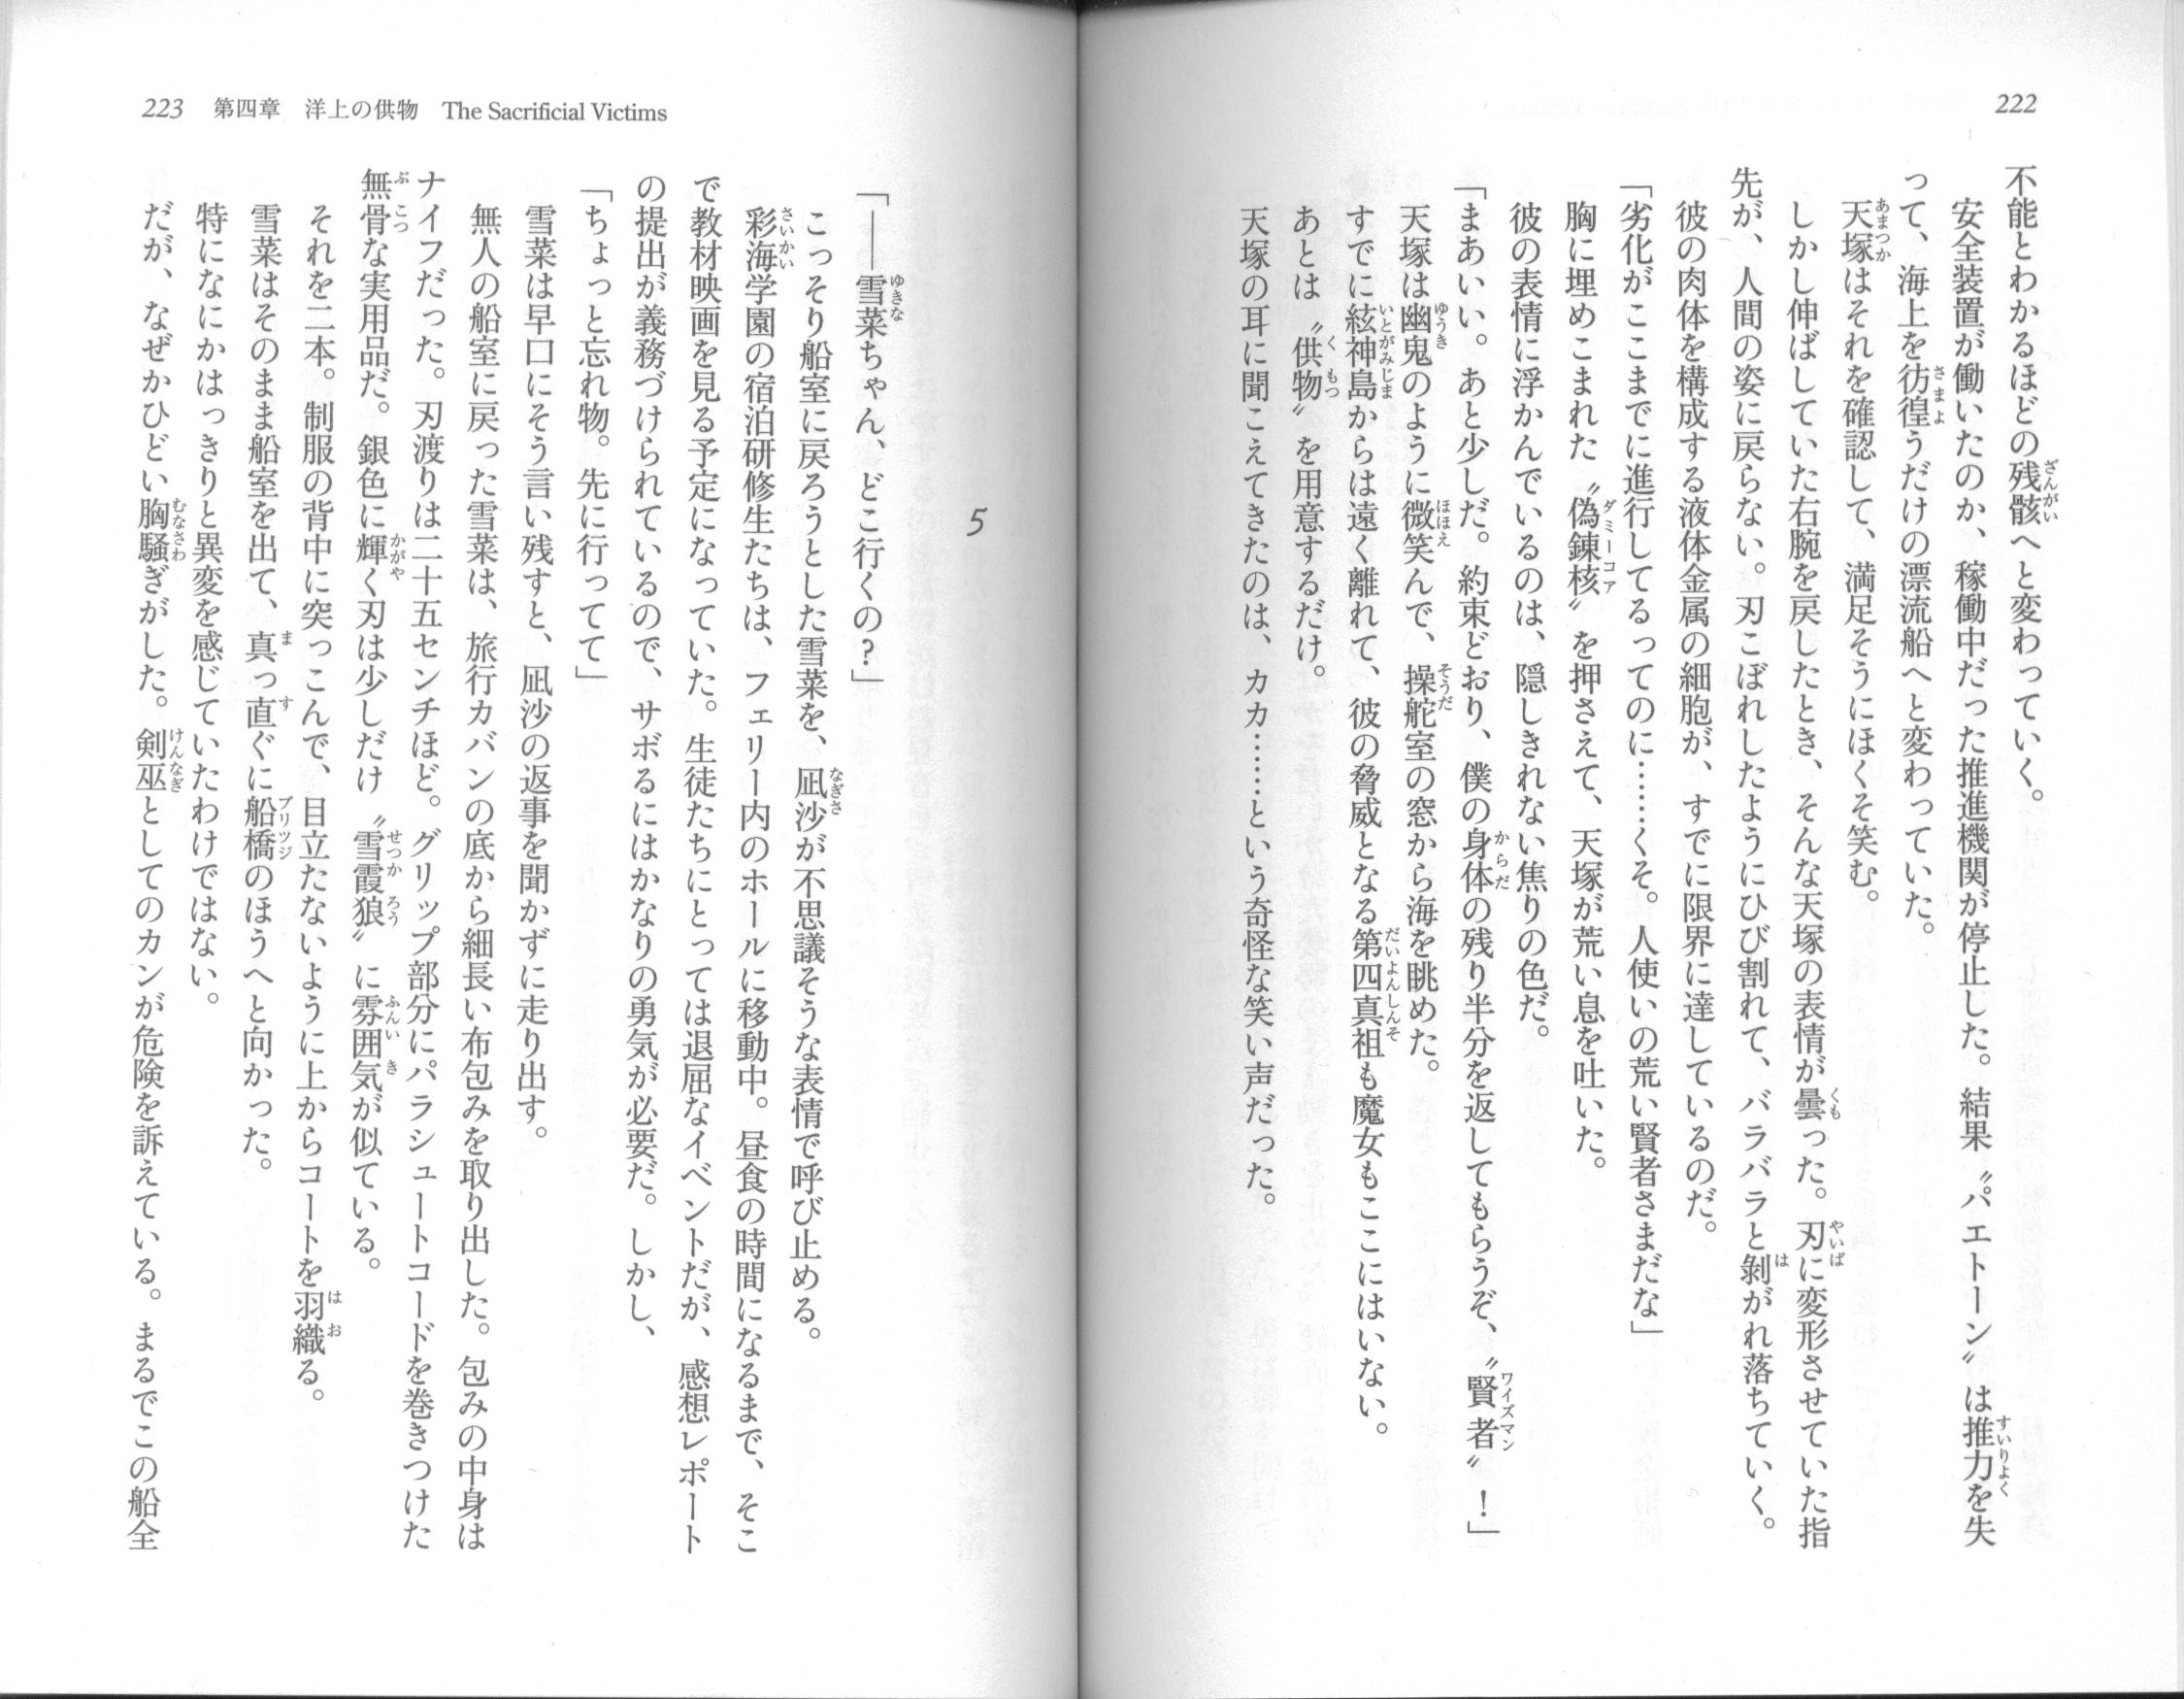 222
不能とわかるほどの残骸へと変わっていく。
安全装置が働いたのか、稼働中だった推進機関が停止した。結果〝パエトーン〟は推力を失
って、海上を彷徨うだけの漂流船へと変わっていた。
天塚はそれを確認して、満足そうにほくそ笑む。
しかし伸ばしていた右腕を戻したとき、そんな天塚の表情が曇った。刃に変形させていた指
先が、人間の姿に戻らない。刃こぼれしたようにひび割れて、バラバラと剝がれ落ちていく。
彼の肉体を構成する液体金属の細胞が、すでに限界に達しているのだ。
「劣化がここまでに進行してるってのに……くそ。人使いの荒い賢者さまだな」
胸に埋めこまれた〝偽錬核〟を押さえて、天塚が荒い息を吐いた。
彼の表情に浮かんでいるのは、隠しきれない焦りの色だ。
「まあいい。あと少しだ。約束どおり、僕の身体の残り半分を返してもらうぞ、〝賢者〟！」
天塚は幽鬼のように微笑んで、操舵室の窓から海を眺めた。
すでに絃神島からは遠く離れて、彼の脅威となる第四真祖も魔女もここにはいない。
あとは〝供物〟を用意するだけ。
天塚の耳に聞こえてきたのは、カカ……という奇怪な笑い声だった。
223 第四章 洋上の供物 The Sacrificial Victims
5
「――雪菜ちゃん、どこ行くの？」
こっそり船室に戻ろうとした雪菜を、凪沙が不思議そうな表情で呼び止める。
彩海学園の宿泊研修生たちは、フェリー内のホールに移動中。昼食の時間になるまで、そこ
で教材映画を見る予定になっていた。生徒たちにとっては退屈なイベントだが、感想レポート
の提出が義務づけられているので、サボるにはかなりの勇気が必要だ。しかし、
「ちょっと忘れ物。先に行ってて」
雪菜は早口にそう言い残すと、凪沙の返事を聞かずに走り出す。
無人の船室に戻った雪菜は、旅行カバンの底から細長い布包みを取り出した。包みの中身は
ナイフだった。刃渡りは二十五センチほど。グリップ部分にパラシュートコードを巻きつけた
無骨な実用品だ。銀色に輝く刃は少しだけ〝雪霞狼〟に雰囲気が似ている。
それを二本。制服の背中に突っこんで、目立たないように上からコートを羽織る。
雪菜はそのまま船室を出て、真っ直ぐに船橋のほうへと向かった。
特になにかはっきりと異変を感じていたわけではない。
だが、なぜかひどい胸騒ぎがした。剣巫としてのカンが危険を訴えている。まるでこの船全